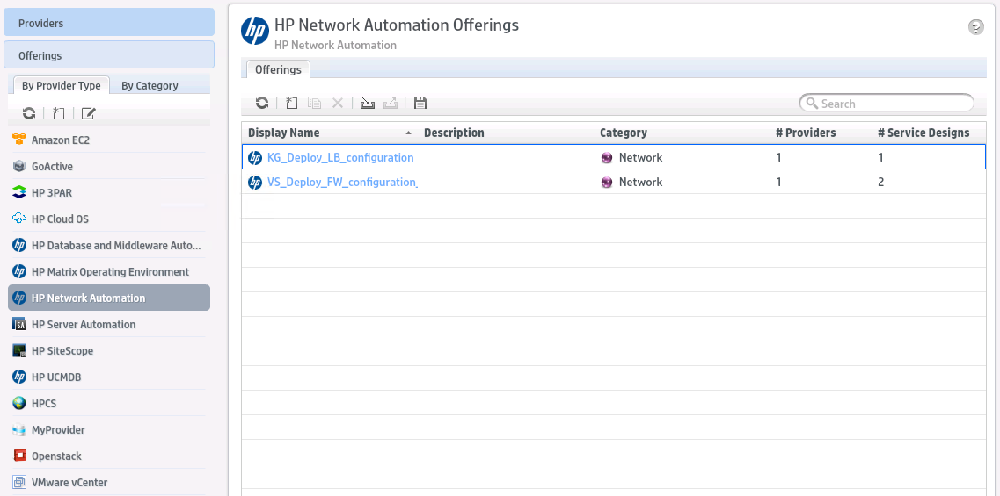 Providers
Offerings
By Provider Type By Category
Amazon EC2
GoActive
HP 3PAR
HP Cloud OS
HP Database and Middleware Auto...
HP Matrix Operating Environment
HP Network Automation
HP Server Automation
HP SiteScope
HP UCMDB
HPCS
MyProvider
Openstack
VMware vCenter
hp HP Network Automation Offerings
HP Network Automation
?
Offerings
Search
Display Name Description Category # Providers # Service Designs
KG_Deploy_LB_configuration Network 1 1
VS_Deploy_FW_configuration_ Network 1 2